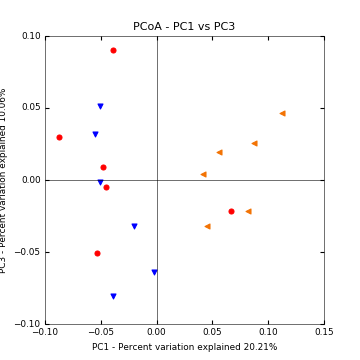 PCoA - PC1 vs PC3
0.10
0.05
0.00
−0.05
−0.10
PC3 - Percent variation explained 10.06%
−0.10 −0.05 0.00 0.05 0.10 0.15
PC1 - Percent variation explained 20.21%